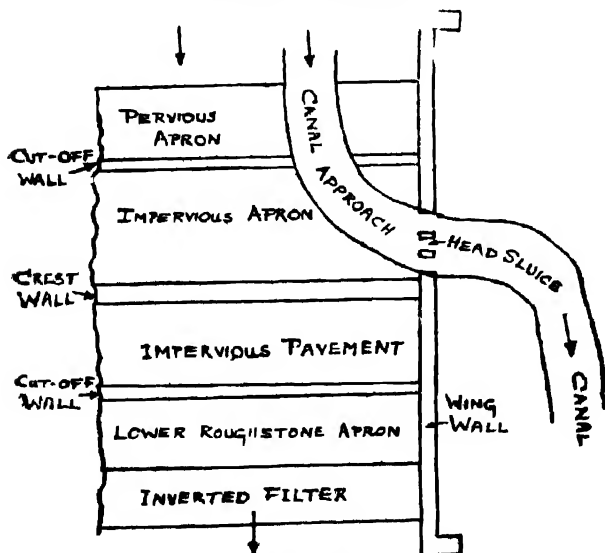 PERVIOUS
APRON
CUT-OFF
WALL
CANAL APPROACH
IMPERVIOUS APRON
HEAD SLUICE
CREST
WALL
IMPERVIOUS PAVEMENT
CUT-OFF
WALL
WING
WALL
CANAL
LOWER ROUGHSTONE APRON
INVERTED FILTER